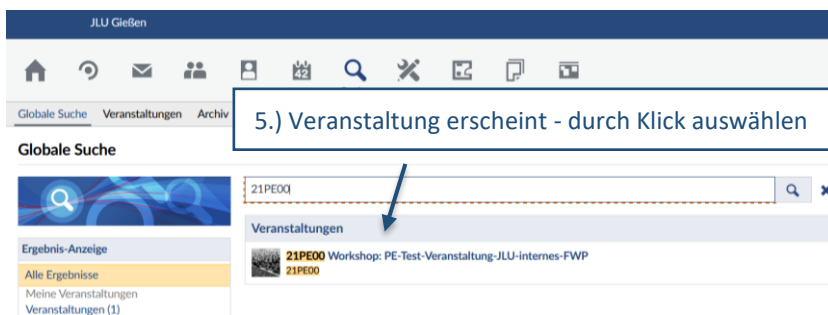 JLU Gießen
42
Globale Suche Veranstaltungen Archiv
5.) Veranstaltung erscheint - durch Klick auswählen
Globale Suche
21PE00
Veranstaltungen
Ergebnis-Anzeige
21PE00 Workshop: PE-Test-Veranstaltung-JLU-internes-FWP
21PE00
Alle Ergebnisse
Meine Veranstaltungen
Veranstaltungen (1)